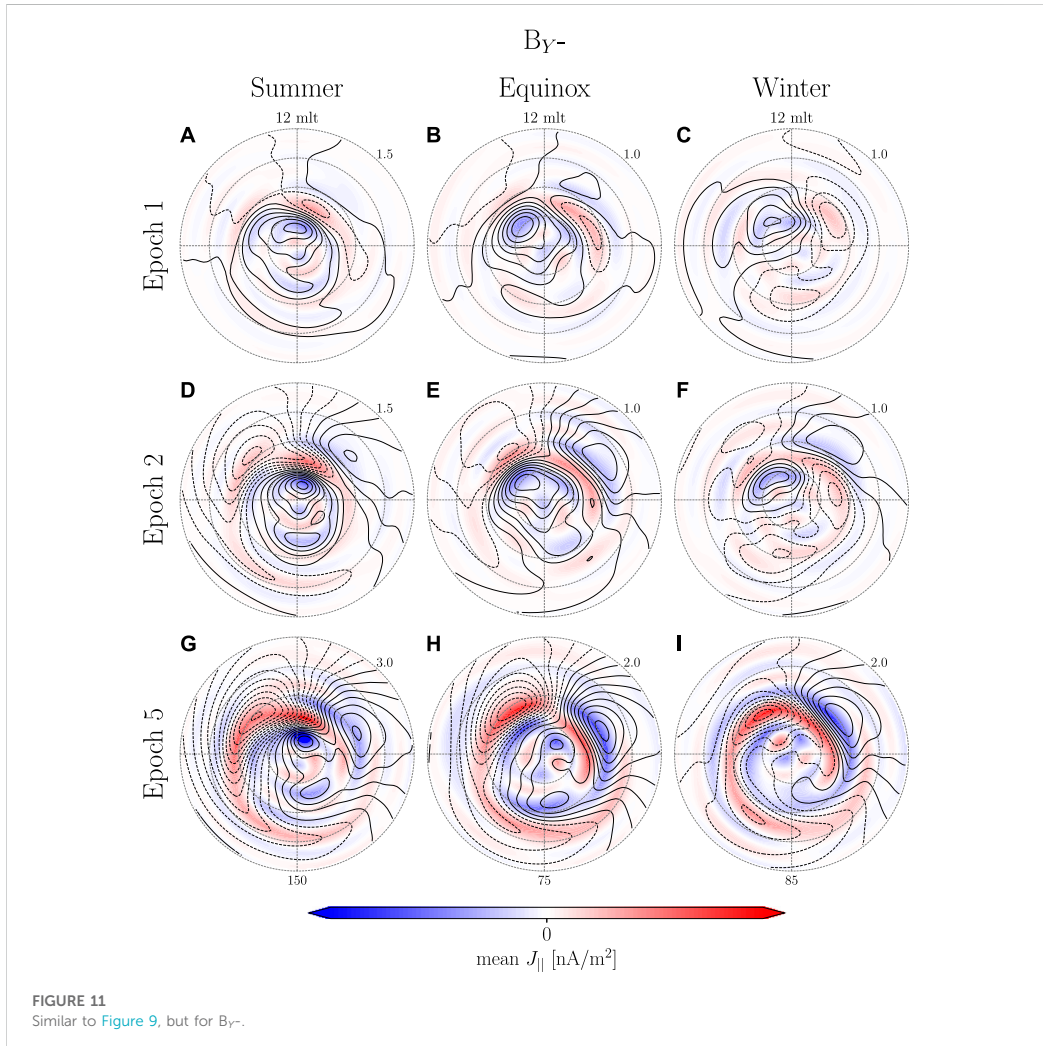 B_Y-
Summer Equinox Winter
12 mlt 12 mlt 12 mlt
A 1.5 B 1.0 C 1.0
Epoch 1
D 1.5 E 1.0 F 1.0
Epoch 2
G 3.0 H 2.0 I 2.0
Epoch 5
150 75 85
0
mean J_|| [nA/m²]
FIGURE 11
Similar to Figure 9, but for B_Y-.